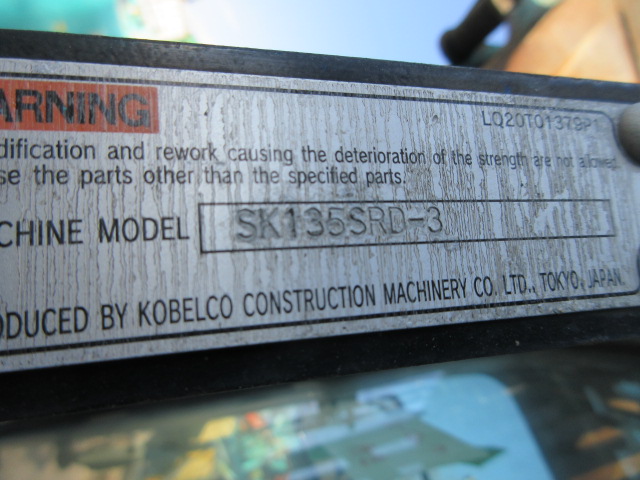 ARNING
LQ20T01379P1
dification and rework causing the deterioration of the strength are not allowed
se the parts other than the specified parts.
CHINE MODEL SK135SRD-3
ODUCED BY KOBELCO CONSTRUCTION MACHINERY CO. LTD., TOKYO, JAPAN